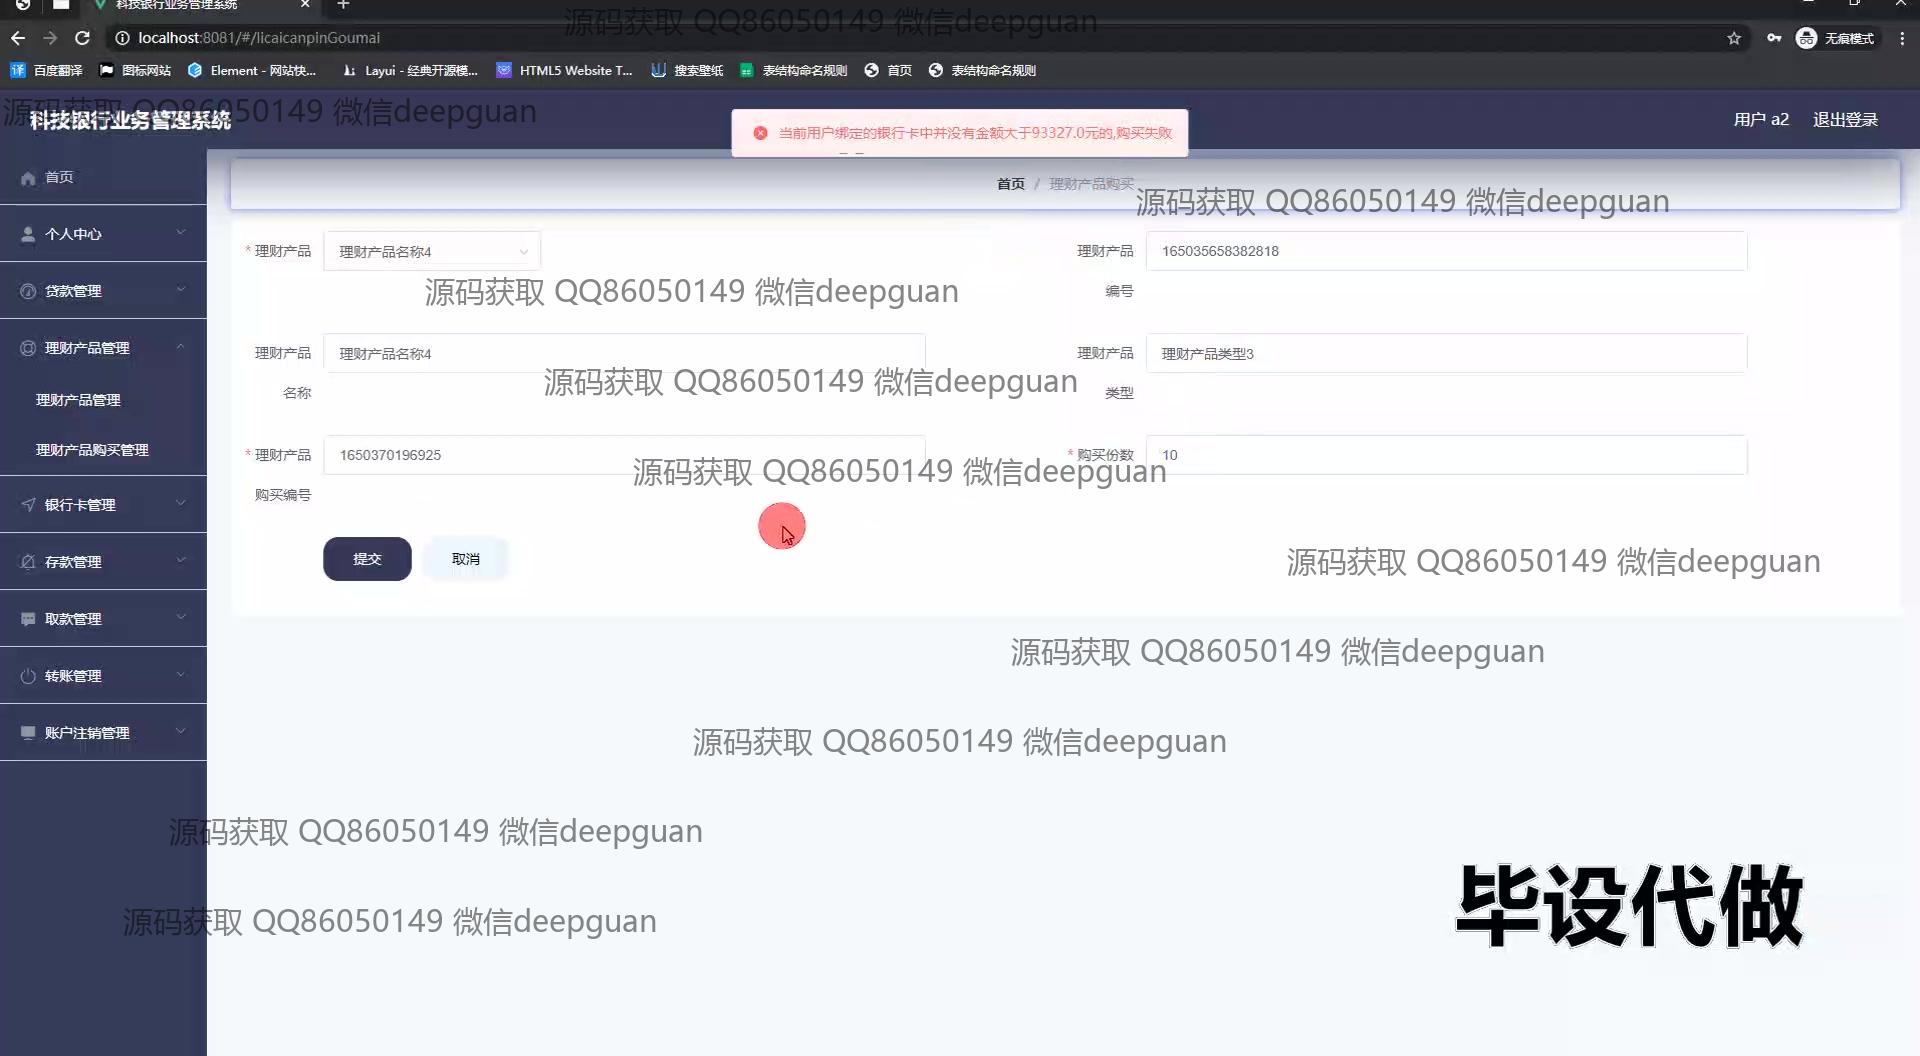 科技银行业务管理系统
localhost:8081/#/licaicanpinGoumai
无痕模式
源码获取 QQ86050149 微信deepguan
百度翻译
图标网站
Element - 网站快...
Layui - 经典开源模...
HTML5 Website T...
搜索壁纸
表结构命名规则
首页
表结构命名规则
源码获取 QQ86050149 微信deepguan
科技银行业务管理系统
当前用户绑定的银行卡中并没有金额大于93327.0元的,购买失败
用户 a2
退出登录
首页
个人中心
贷款管理
理财产品管理
理财产品管理
理财产品购买管理
银行卡管理
存款管理
取款管理
转账管理
账户注销管理
首页 / 理财产品购买
源码获取 QQ86050149 微信deepguan
* 理财产品
理财产品名称4
理财产品
编号
165035658382818
源码获取 QQ86050149 微信deepguan
理财产品
名称
理财产品名称4
理财产品
类型
理财产品类型3
源码获取 QQ86050149 微信deepguan
* 理财产品
购买编号
1650370196925
* 购买份数
10
源码获取 QQ86050149 微信deepguan
提交
取消
源码获取 QQ86050149 微信deepguan
源码获取 QQ86050149 微信deepguan
源码获取 QQ86050149 微信deepguan
源码获取 QQ86050149 微信deepguan
源码获取 QQ86050149 微信deepguan
毕设代做